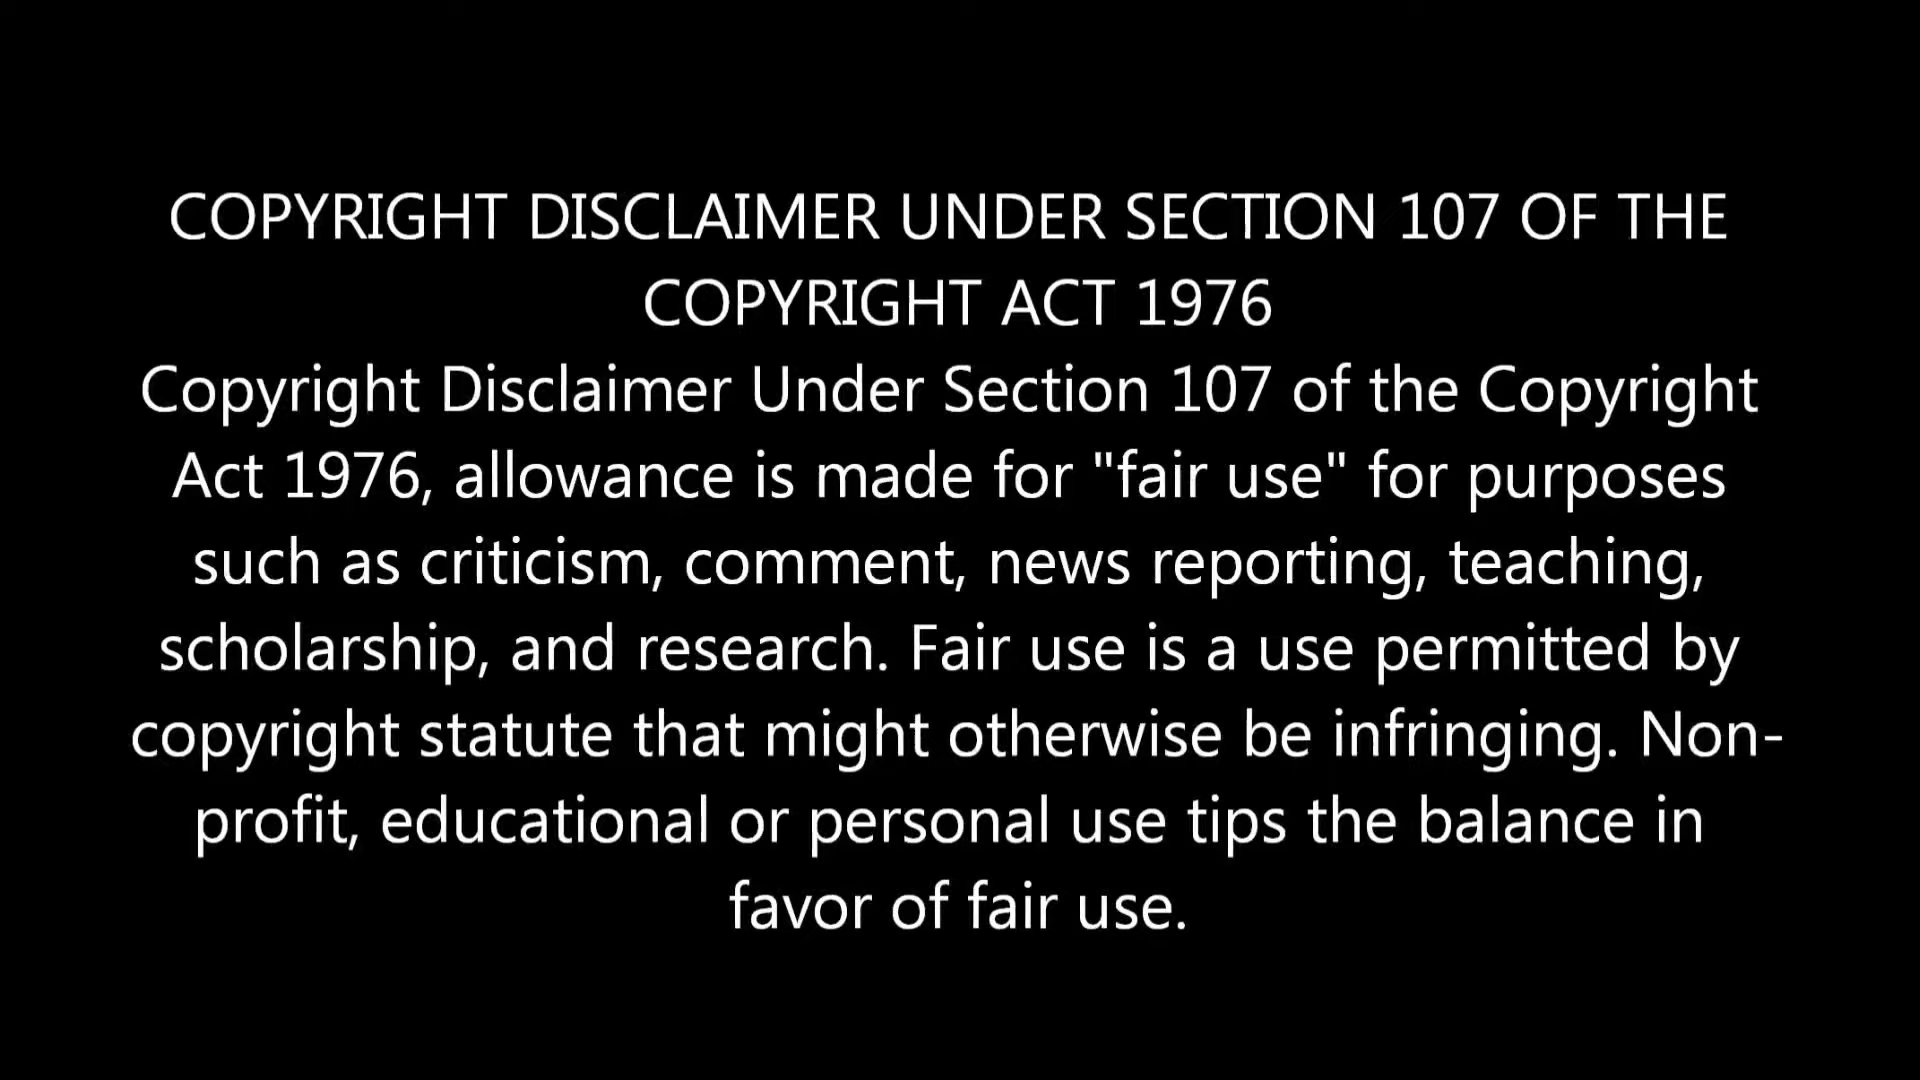 COPYRIGHT DISCLAIMER UNDER SECTION 107 OF THE
COPYRIGHT ACT 1976
Copyright Disclaimer Under Section 107 of the Copyright
Act 1976, allowance is made for "fair use" for purposes
such as criticism, comment, news reporting, teaching,
scholarship, and research. Fair use is a use permitted by
copyright statute that might otherwise be infringing. Non-
profit, educational or personal use tips the balance in
favor of fair use.